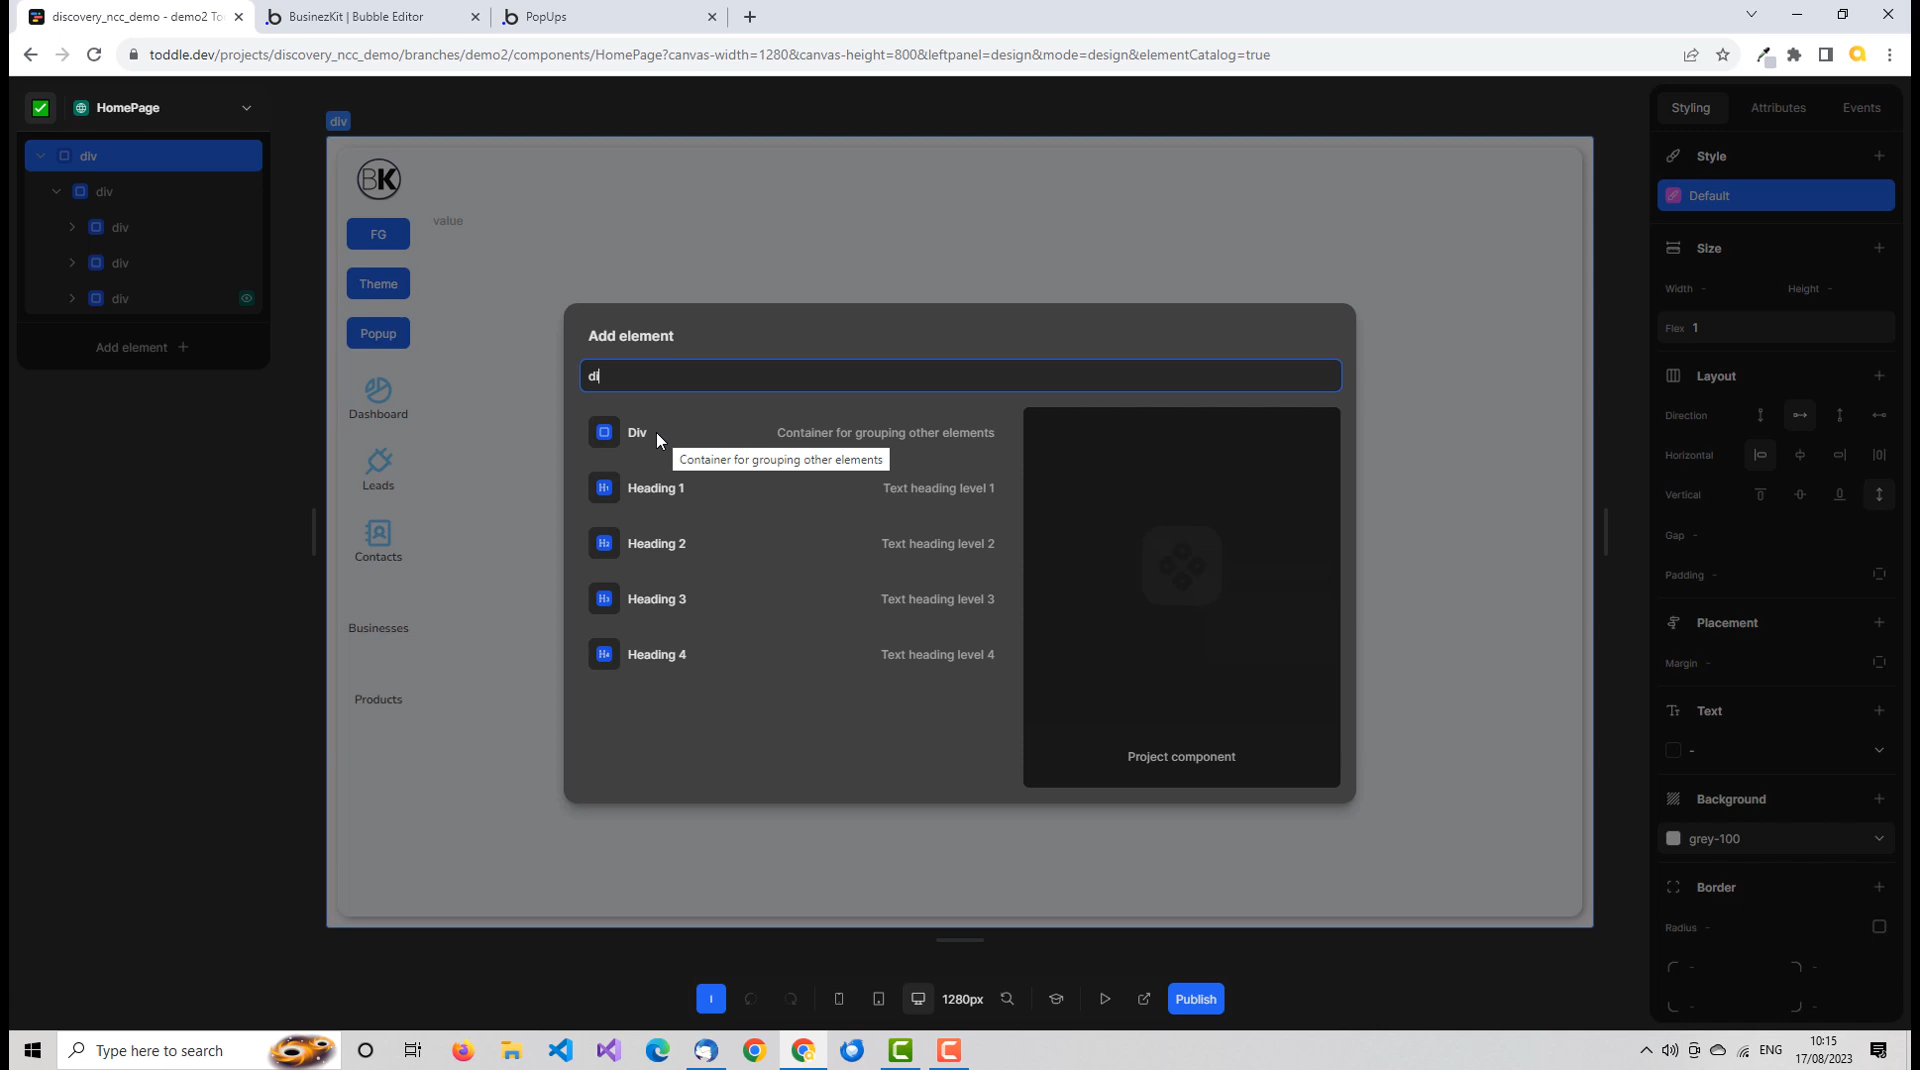 discovery_ncc_demo - demo2 To
BusinezKit | Bubble Editor
PopUps
toddle.dev/projects/discovery_ncc_demo/branches/demo2/components/HomePage?canvas-width=1280&canvas-height=800&leftpanel=design&mode=design&elementCatalog=true
HomePage
div
div
div
div
div
Add element +
div
BK
FG
value
Theme
Popup
Dashboard
Leads
Contacts
Businesses
Products
Add element
di
Div
Container for grouping other elements
Container for grouping other elements
H1 Heading 1
Text heading level 1
H2 Heading 2
Text heading level 2
H3 Heading 3
Text heading level 3
H4 Heading 4
Text heading level 4
Project component
Styling
Attributes
Events
Style
Default
Size
Width -
Height -
Flex 1
Layout
Direction
Horizontal
Vertical
Gap -
Padding -
Placement
Margin -
Tт Text
-
Background
grey-100
Border
Radius -
- -
- -
I
1280px
Publish
Type here to search
ENG
10:15
17/08/2023